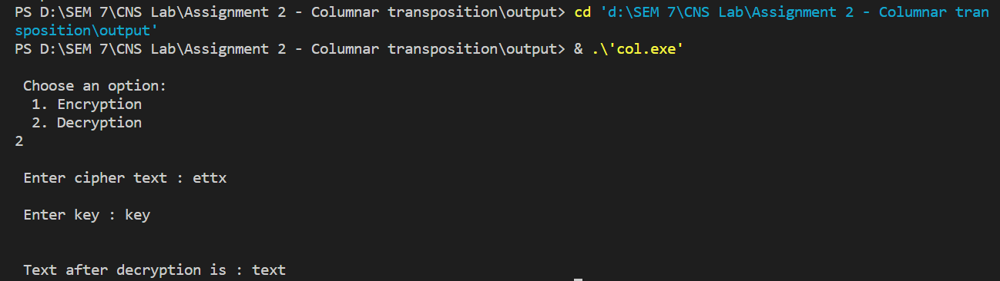 PS D:\SEM 7\CNS Lab\Assignment 2 - Columnar transposition\output> cd 'd:\SEM 7\CNS Lab\Assignment 2 - Columnar tran
sposition\output'
PS D:\SEM 7\CNS Lab\Assignment 2 - Columnar transposition\output> & .\'col.exe'
Choose an option:
1. Encryption
2. Decryption
2
Enter cipher text : ettx
Enter key : key
Text after decryption is : text